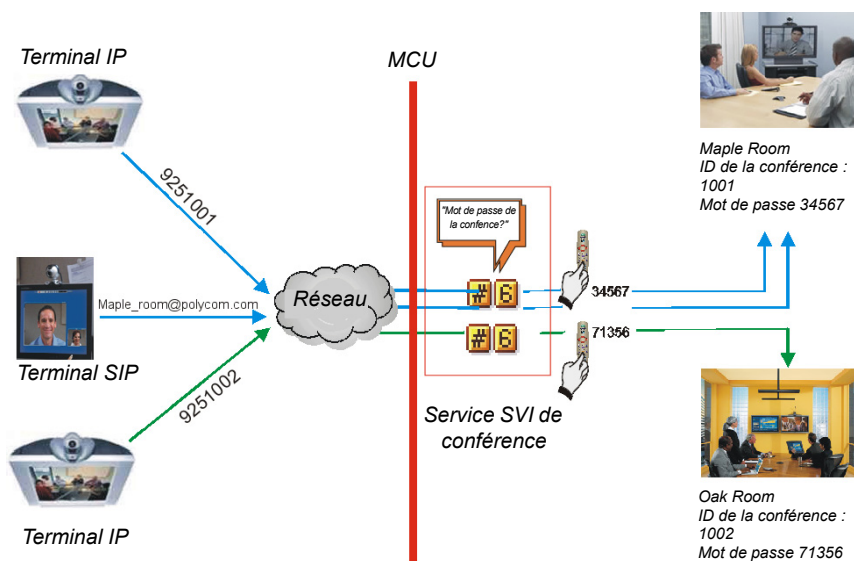 Terminal IP
MCU
9251001
Maple Room
ID de la conférence :
1001
Mot de passe 34567
"Mot de passe de
la confence?"
Maple_room@polycom.com
Réseau
# 6
34567
# 6
71356
Terminal SIP
9251002
Service SVI de
conférence
Terminal IP
Oak Room
ID de la conférence :
1002
Mot de passe 71356